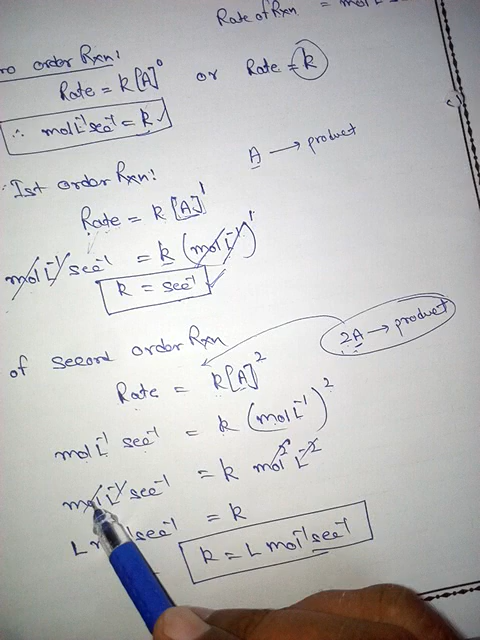 Rate of Rxn = mol L⁻¹ sec
ro order Rxn:
Rate = k[A]⁰ or Rate = k
∴ mol L⁻¹ sec⁻¹ = k
A → product
Ist order Rxn:
Rate = k [A]¹
mol L⁻¹ sec⁻¹ = k (mol L⁻¹)¹
k = sec⁻¹
of second order Rxn
2A → product
Rate = k[A]²
mol L⁻¹ sec⁻¹ = k (mol L⁻¹)²
mol L⁻¹ sec⁻¹ = k mol² L⁻²
L sec⁻¹ = k
k = L mol⁻¹ sec⁻¹